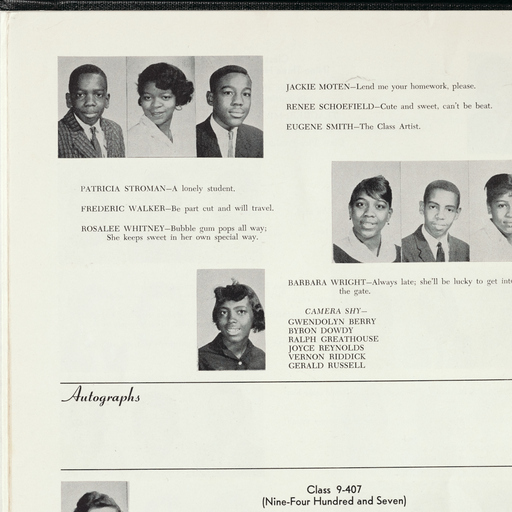 JACKIE MOTEN—Lend me your homework, please.
RENEE SCHOEFIELD—Cute and sweet, can't be beat.
EUGENE SMITH—The Class Artist.
PATRICIA STROMAN—A lonely student.
FREDERIC WALKER—Be part cut and will travel.
ROSALEE WHITNEY—Bubble gum pops all way;
She keeps sweet in her own special way.
BARBARA WRIGHT—Always late; she'll be lucky to get into
the gate.
CAMERA SHY—
GWENDOLYN BERRY
BYRON DOWDY
RALPH GREATHOUSE
JOYCE REYNOLDS
VERNON RIDDICK
GERALD RUSSELL
Autographs
Class 9-407
(Nine-Four Hundred and Seven)